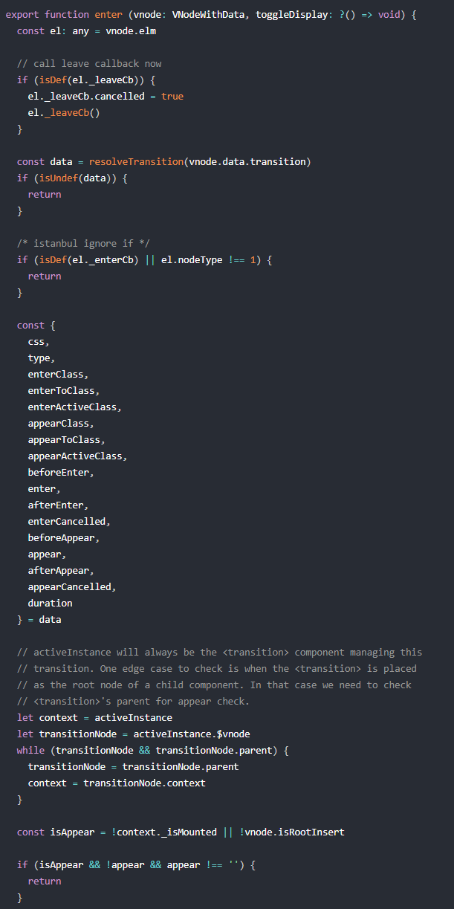 export function enter (vnode: VNodeWithData, toggleDisplay: ?() => void) {
  const el: any = vnode.elm

  // call leave callback now
  if (isDef(el._leaveCb)) {
    el._leaveCb.cancelled = true
    el._leaveCb()
  }

  const data = resolveTransition(vnode.data.transition)
  if (isUndef(data)) {
    return
  }

  /* istanbul ignore if */
  if (isDef(el._enterCb) || el.nodeType !== 1) {
    return
  }

  const {
    css,
    type,
    enterClass,
    enterToClass,
    enterActiveClass,
    appearClass,
    appearToClass,
    appearActiveClass,
    beforeEnter,
    enter,
    afterEnter,
    enterCancelled,
    beforeAppear,
    appear,
    afterAppear,
    appearCancelled,
    duration
  } = data

  // activeInstance will always be the <transition> component managing this
  // transition. One edge case to check is when the <transition> is placed
  // as the root node of a child component. In that case we need to check
  // <transition>'s parent for appear check.
  let context = activeInstance
  let transitionNode = activeInstance.$vnode
  while (transitionNode && transitionNode.parent) {
    transitionNode = transitionNode.parent
    context = transitionNode.context
  }

  const isAppear = !context._isMounted || !vnode.isRootInsert

  if (isAppear && !appear && appear !== '') {
    return
  }